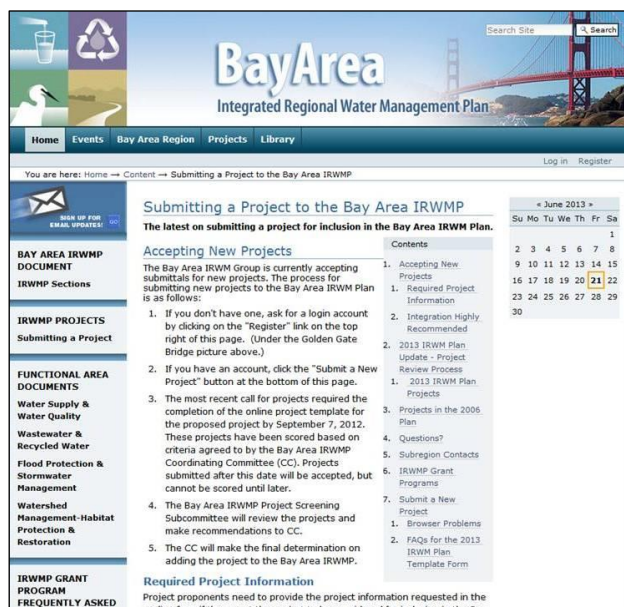 Search Site
Search
BayArea
Integrated Regional Water Management Plan
Home Events Bay Area Region Projects Library
Log in Register
You are here: Home → Content → Submitting a Project to the Bay Area IRWMP
SIGN UP FOR
EMAIL UPDATES!
GO
BAY AREA IRWMP
DOCUMENT
IRWMP Sections
IRWMP PROJECTS
Submitting a Project
FUNCTIONAL AREA
DOCUMENTS
Water Supply &
Water Quality
Wastewater &
Recycled Water
Flood Protection &
Stormwater
Management
Watershed
Management-Habitat
Protection &
Restoration
IRWMP GRANT
PROGRAM
FREQUENTLY ASKED
Submitting a Project to the Bay Area IRWMP
The latest on submitting a project for inclusion in the Bay Area IRWM Plan.
Accepting New Projects
The Bay Area IRWM Group is currently accepting
submittals for new projects. The process for
submitting new projects to the Bay Area IRWM Plan
is as follows:
1. If you don't have one, ask for a login account
by clicking on the "Register" link on the top
right of this page. (Under the Golden Gate
Bridge picture above.)
2. If you have an account, click the "Submit a New
Project" button at the bottom of this page.
3. The most recent call for projects required the
completion of the online project template for
the proposed project by September 7, 2012.
These projects have been scored based on
criteria agreed to by the Bay Area IRWMP
Coordinating Committee (CC). Projects
submitted after this date will be accepted, but
cannot be scored until later.
4. The Bay Area IRWMP Project Screening
Subcommittee will review the projects and
make recommendations to CC.
5. The CC will make the final determination on
adding the project to the Bay Area IRWMP.
Required Project Information
Project proponents need to provide the project information requested in the
Contents
1. Accepting New
Projects
1. Required Project
Information
2. Integration Highly
Recommended
2. 2013 IRWM Plan
Update - Project
Review Process
1. 2013 IRWM Plan
Projects
3. Projects in the 2006
Plan
4. Questions?
5. Subregion Contacts
6. IRWMP Grant
Programs
7. Submit a New
Project
1. Browser Problems
2. FAQs for the 2013
IRWM Plan
Template Form
« June 2013 »
Su Mo Tu We Th Fr Sa
1
2 3 4 5 6 7 8
9 10 11 12 13 14 15
16 17 18 19 20 21 22
23 24 25 26 27 28 29
30